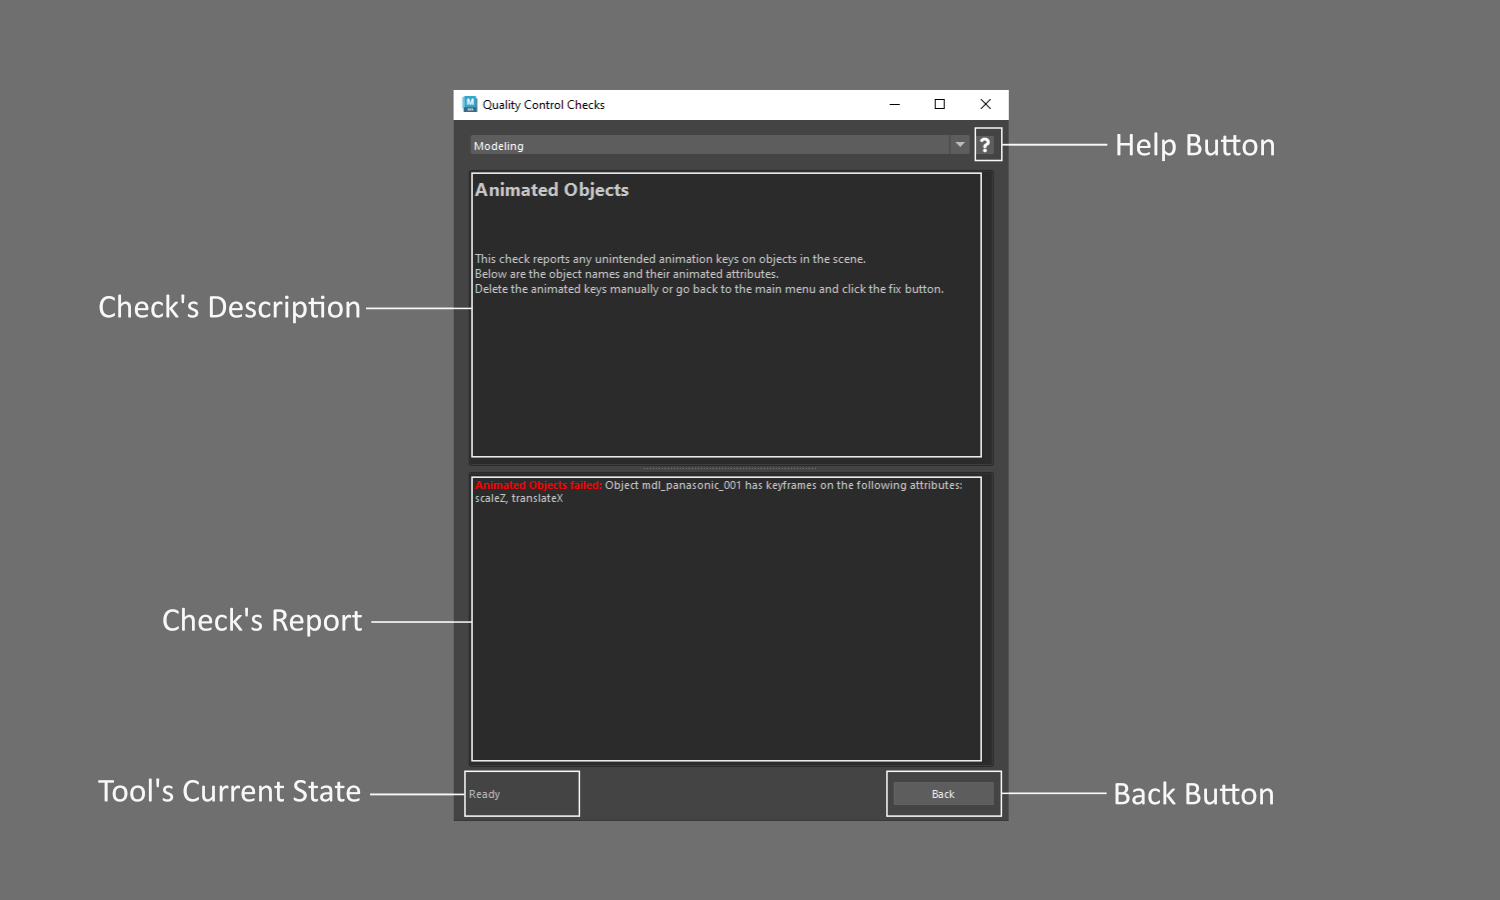 Quality Control Checks
Modeling
?
Help Button
Animated Objects
This check reports any unintended animation keys on objects in the scene.
Below are the object names and their animated attributes.
Delete the animated keys manually or go back to the main menu and click the fix button.
Check's Description
Animated Objects failed: Object mdl_panasonic_001 has keyframes on the following attributes:
scaleZ, translateX
Check's Report
Tool's Current State
Ready
Back
Back Button